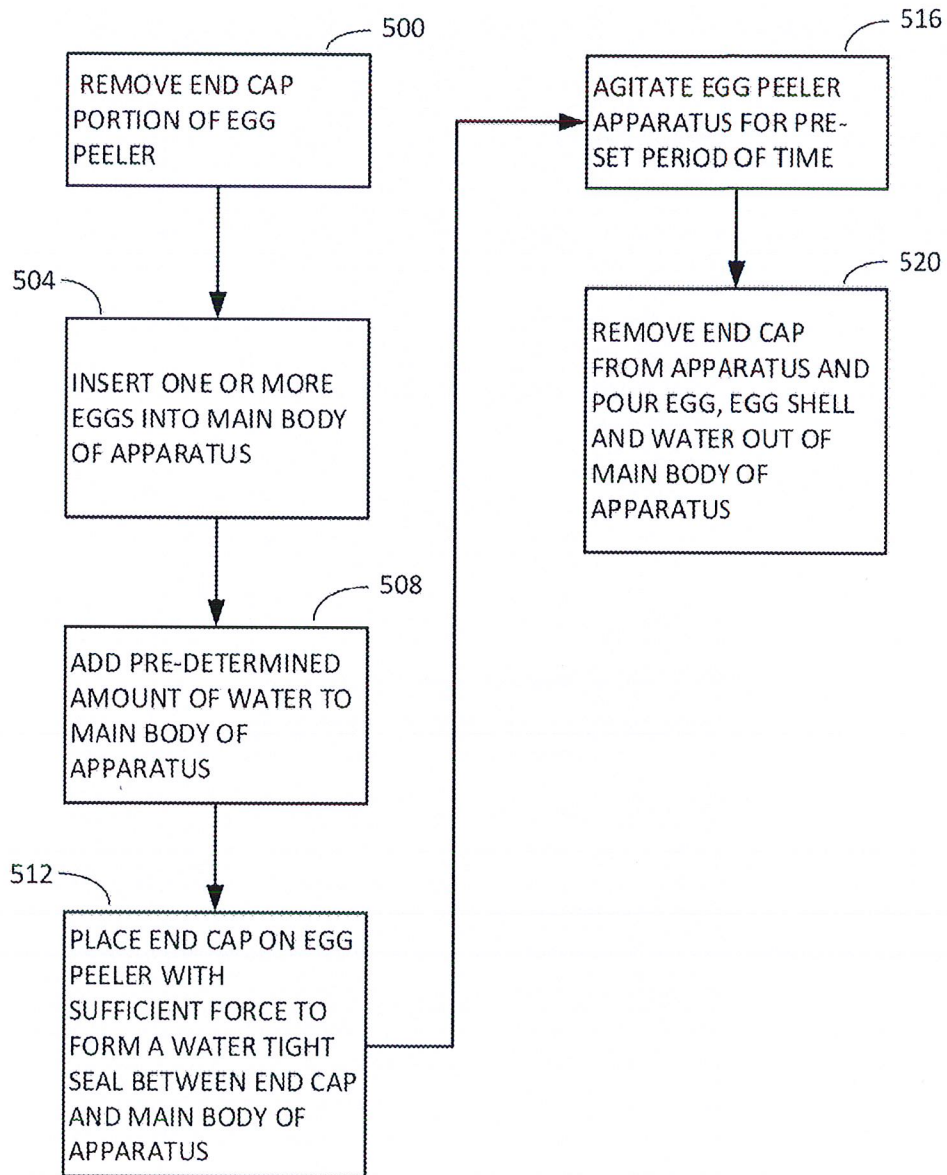 500
REMOVE END CAP
PORTION OF EGG
PEELER
504
INSERT ONE OR MORE
EGGS INTO MAIN BODY
OF APPARATUS
508
ADD PRE-DETERMINED
AMOUNT OF WATER TO
MAIN BODY OF
APPARATUS
512
PLACE END CAP ON EGG
PEELER WITH
SUFFICIENT FORCE TO
FORM A WATER TIGHT
SEAL BETWEEN END CAP
AND MAIN BODY OF
APPARATUS
516
AGITATE EGG PEELER
APPARATUS FOR PRE-
SET PERIOD OF TIME
520
REMOVE END CAP
FROM APPARATUS AND
POUR EGG, EGG SHELL
AND WATER OUT OF
MAIN BODY OF
APPARATUS